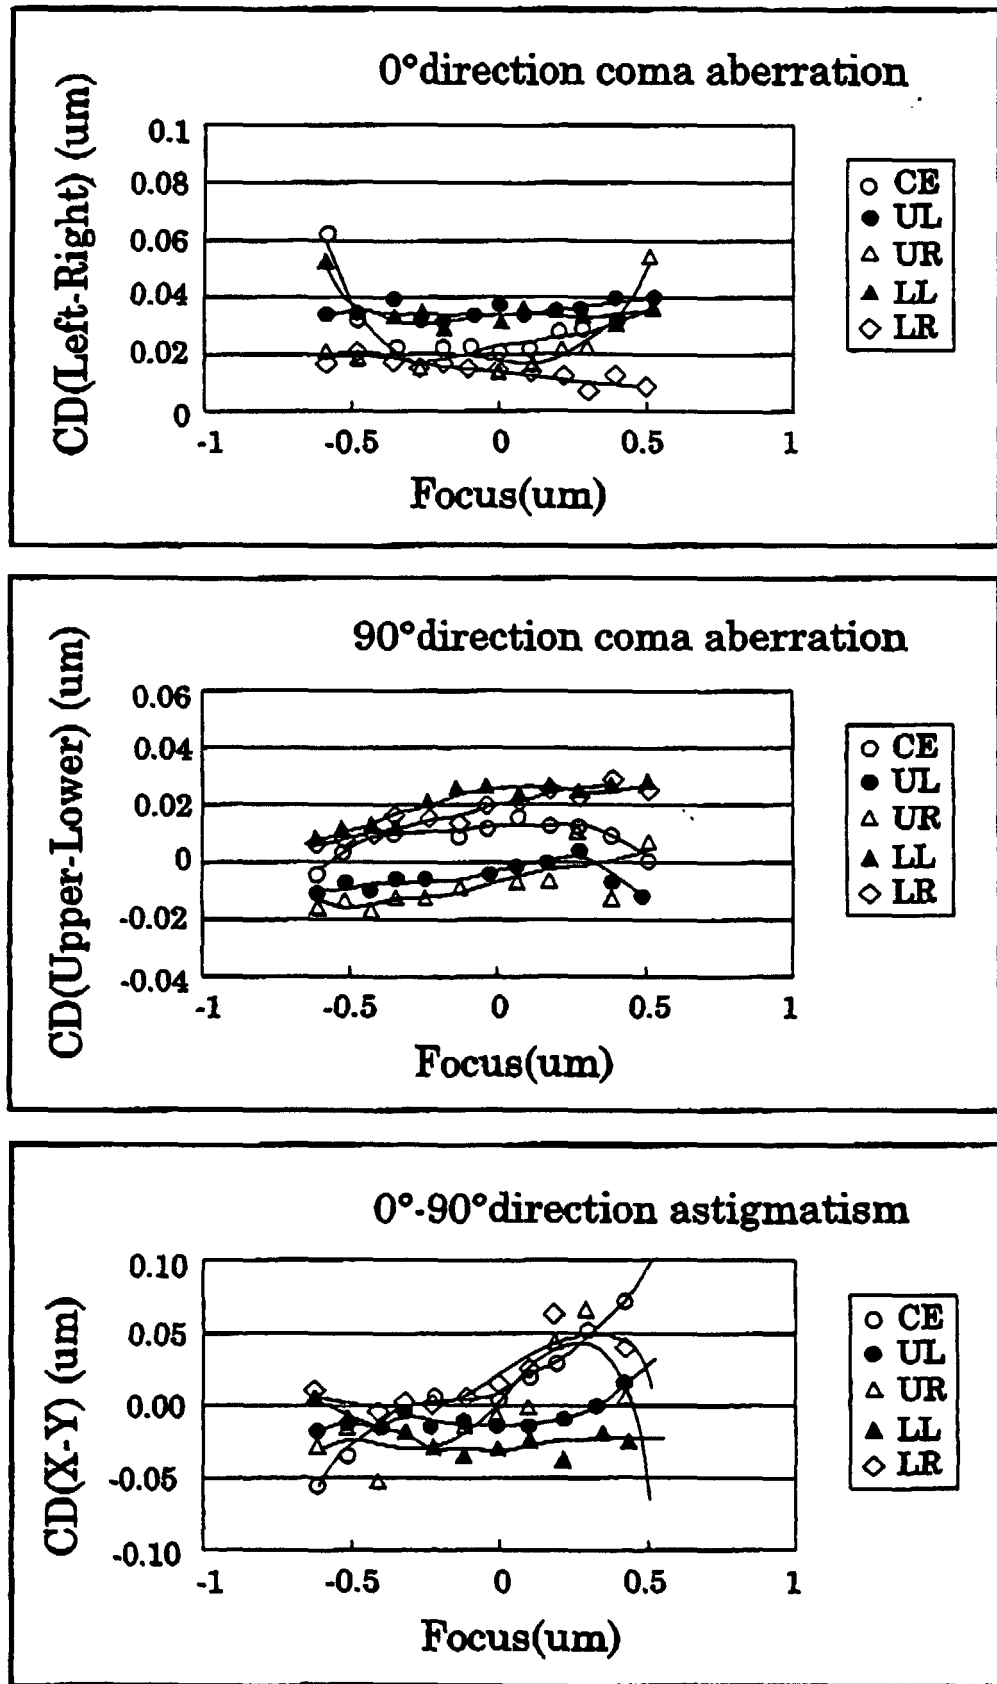 0°direction coma aberration
CD(Left-Right) (um)
0.1
0.08
0.06
0.04
0.02
0
-1
-0.5
0
0.5
1
Focus(um)
CE
UL
UR
LL
LR
90°direction coma aberration
CD(Upper-Lower) (um)
0.06
0.04
0.02
0
-0.02
-0.04
-1
-0.5
0
0.5
1
Focus(um)
CE
UL
UR
LL
LR
0°-90°direction astigmatism
CD(X-Y) (um)
0.10
0.05
0.00
-0.05
-0.10
-1
-0.5
0
0.5
1
Focus(um)
CE
UL
UR
LL
LR